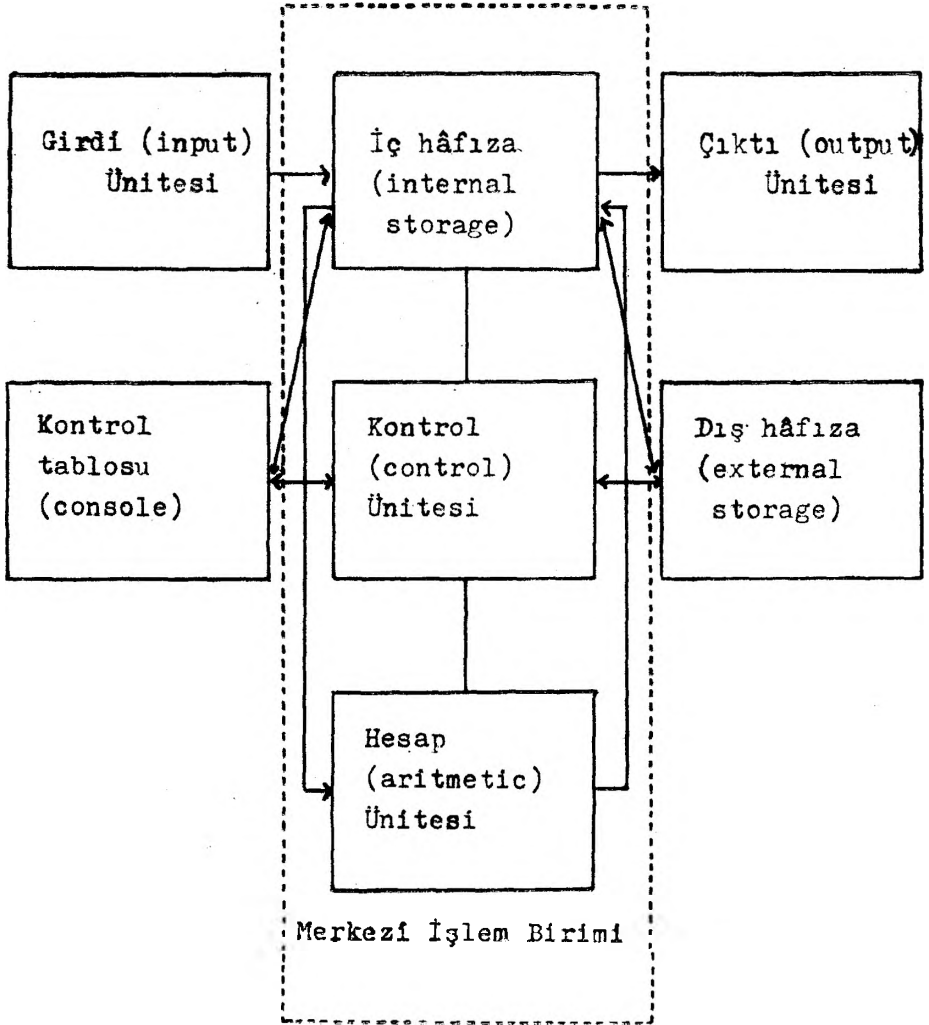 Girdi (input)
Ünitesi
İç hâfıza
(internal
storage)
Çıktı (output)
Ünitesi
Kontrol
tablosu
(console)
Kontrol
(control)
Ünitesi
Dış hâfıza
(external
storage)
Hesap
(aritmetic)
Ünitesi
Merkezi İşlem Birimi